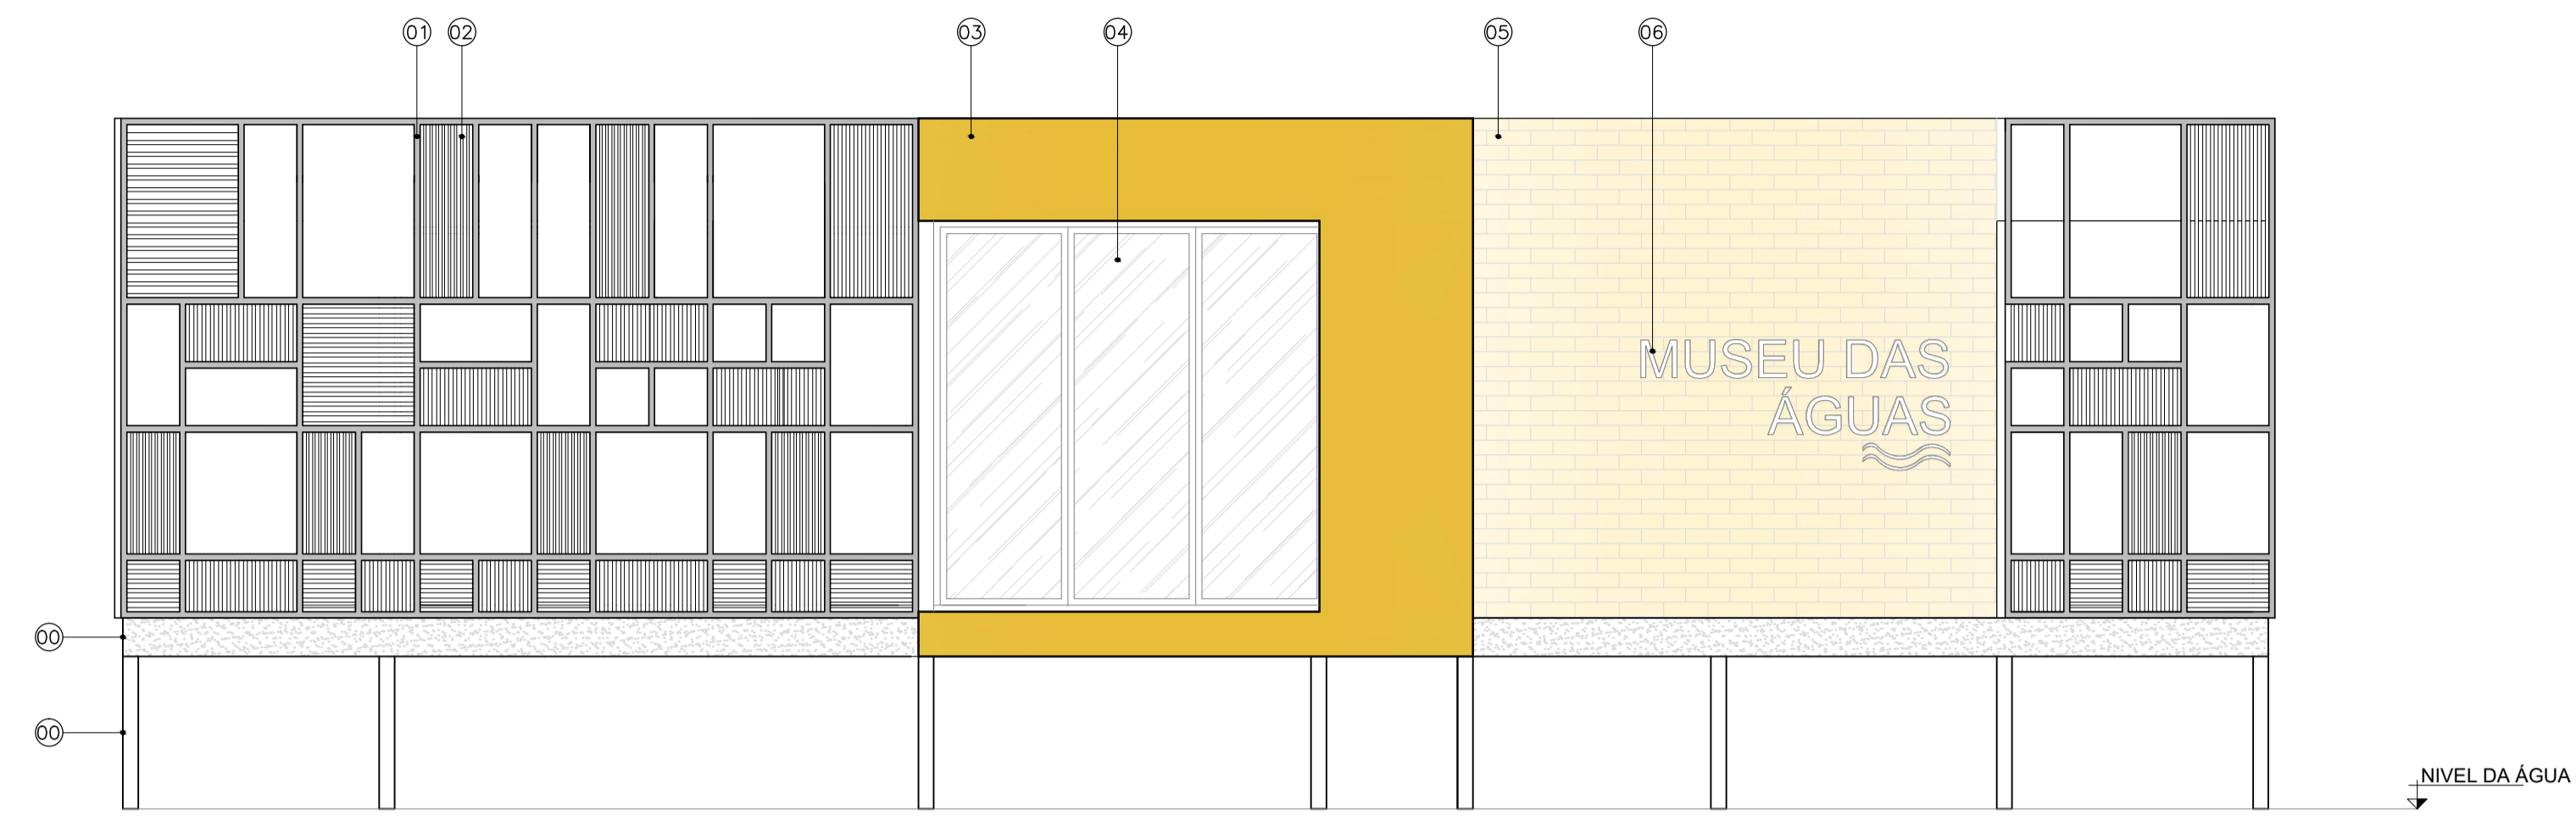 01 02 03 04 05 06
MUSEU DAS
ÁGUAS
00
00
NIVEL DA ÁGUA